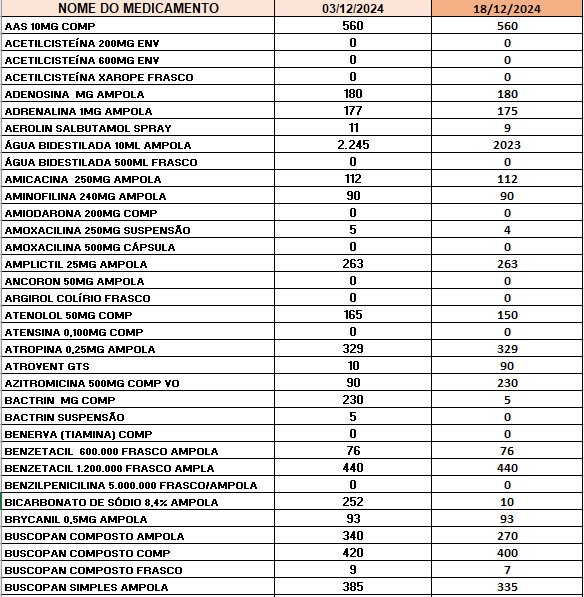 NOME DO MEDICAMENTO 03/12/2024 18/12/2024
AAS 10MG COMP 560 560
ACETILCISTEÍNA 200MG ENV 0 0
ACETILCISTEÍNA 600MG ENV 0 0
ACETILCISTEÍNA XAROPE FRASCO 0 0
ADENOSINA  MG AMPOLA 180 180
ADRENALINA 1MG AMPOLA 177 175
AEROLIN SALBUTAMOL SPRAY 11 9
ÁGUA BIDESTILADA 10ML AMPOLA 2.245 2023
ÁGUA BIDESTILADA 500ML FRASCO 0 0
AMICACINA  250MG AMPOLA 112 112
AMINOFILINA 240MG AMPOLA 90 90
AMIODARONA 200MG COMP 0 0
AMOXACILINA 250MG SUSPENSÃO 5 4
AMOXACILINA 500MG CÁPSULA 0 0
AMPLICTIL 25MG AMPOLA 263 263
ANCORON 50MG AMPOLA 0 0
ARGIROL COLÍRIO FRASCO 0 0
ATENOLOL 50MG COMP 165 150
ATENSINA 0,100MG COMP 0 0
ATROPINA 0,25MG AMPOLA 329 329
ATROVENT GTS 10 90
AZITROMICINA 500MG COMP VO 90 230
BACTRIN  MG COMP 230 5
BACTRIN SUSPENSÃO 5 0
BENERVA (TIAMINA) COMP 0 0
BENZETACIL  600.000 FRASCO AMPOLA 76 76
BENZETACIL 1.200.000 FRASCO AMPLA 440 440
BENZILPENICILINA 5.000.000 FRASCO/AMPOLA 0 0
BICARBONATO DE SÓDIO 8,4% AMPOLA 252 10
BRYCANIL 0,5MG AMPOLA 93 93
BUSCOPAN COMPOSTO AMPOLA 340 270
BUSCOPAN COMPOSTO COMP 420 400
BUSCOPAN COMPOSTO FRASCO 9 7
BUSCOPAN SIMPLES AMPOLA 385 335